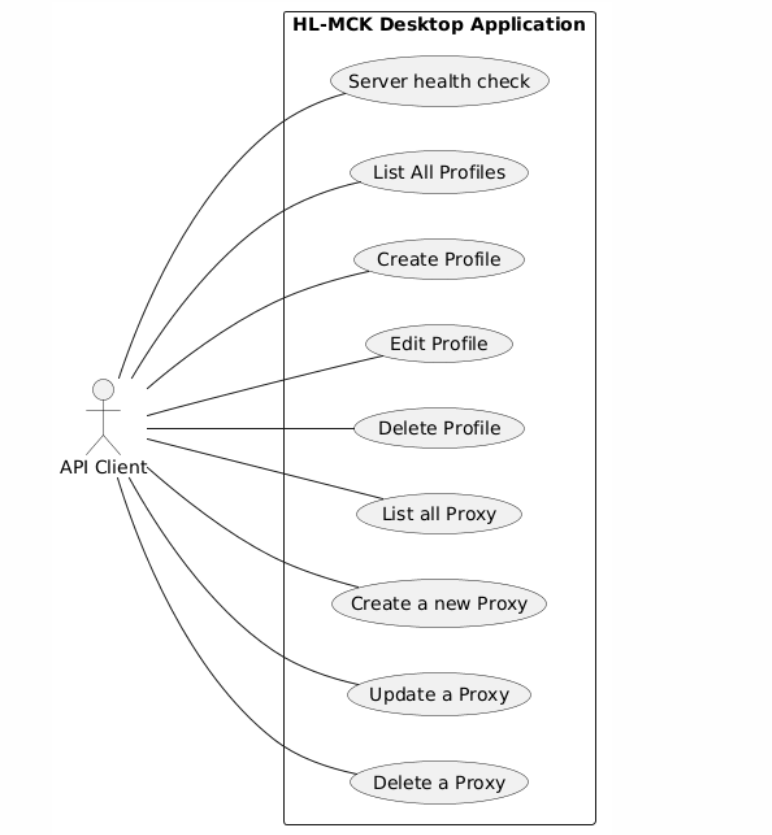 HL-MCK Desktop Application
Server health check
List All Profiles
Create Profile
Edit Profile
Delete Profile
API Client
List all Proxy
Create a new Proxy
Update a Proxy
Delete a Proxy